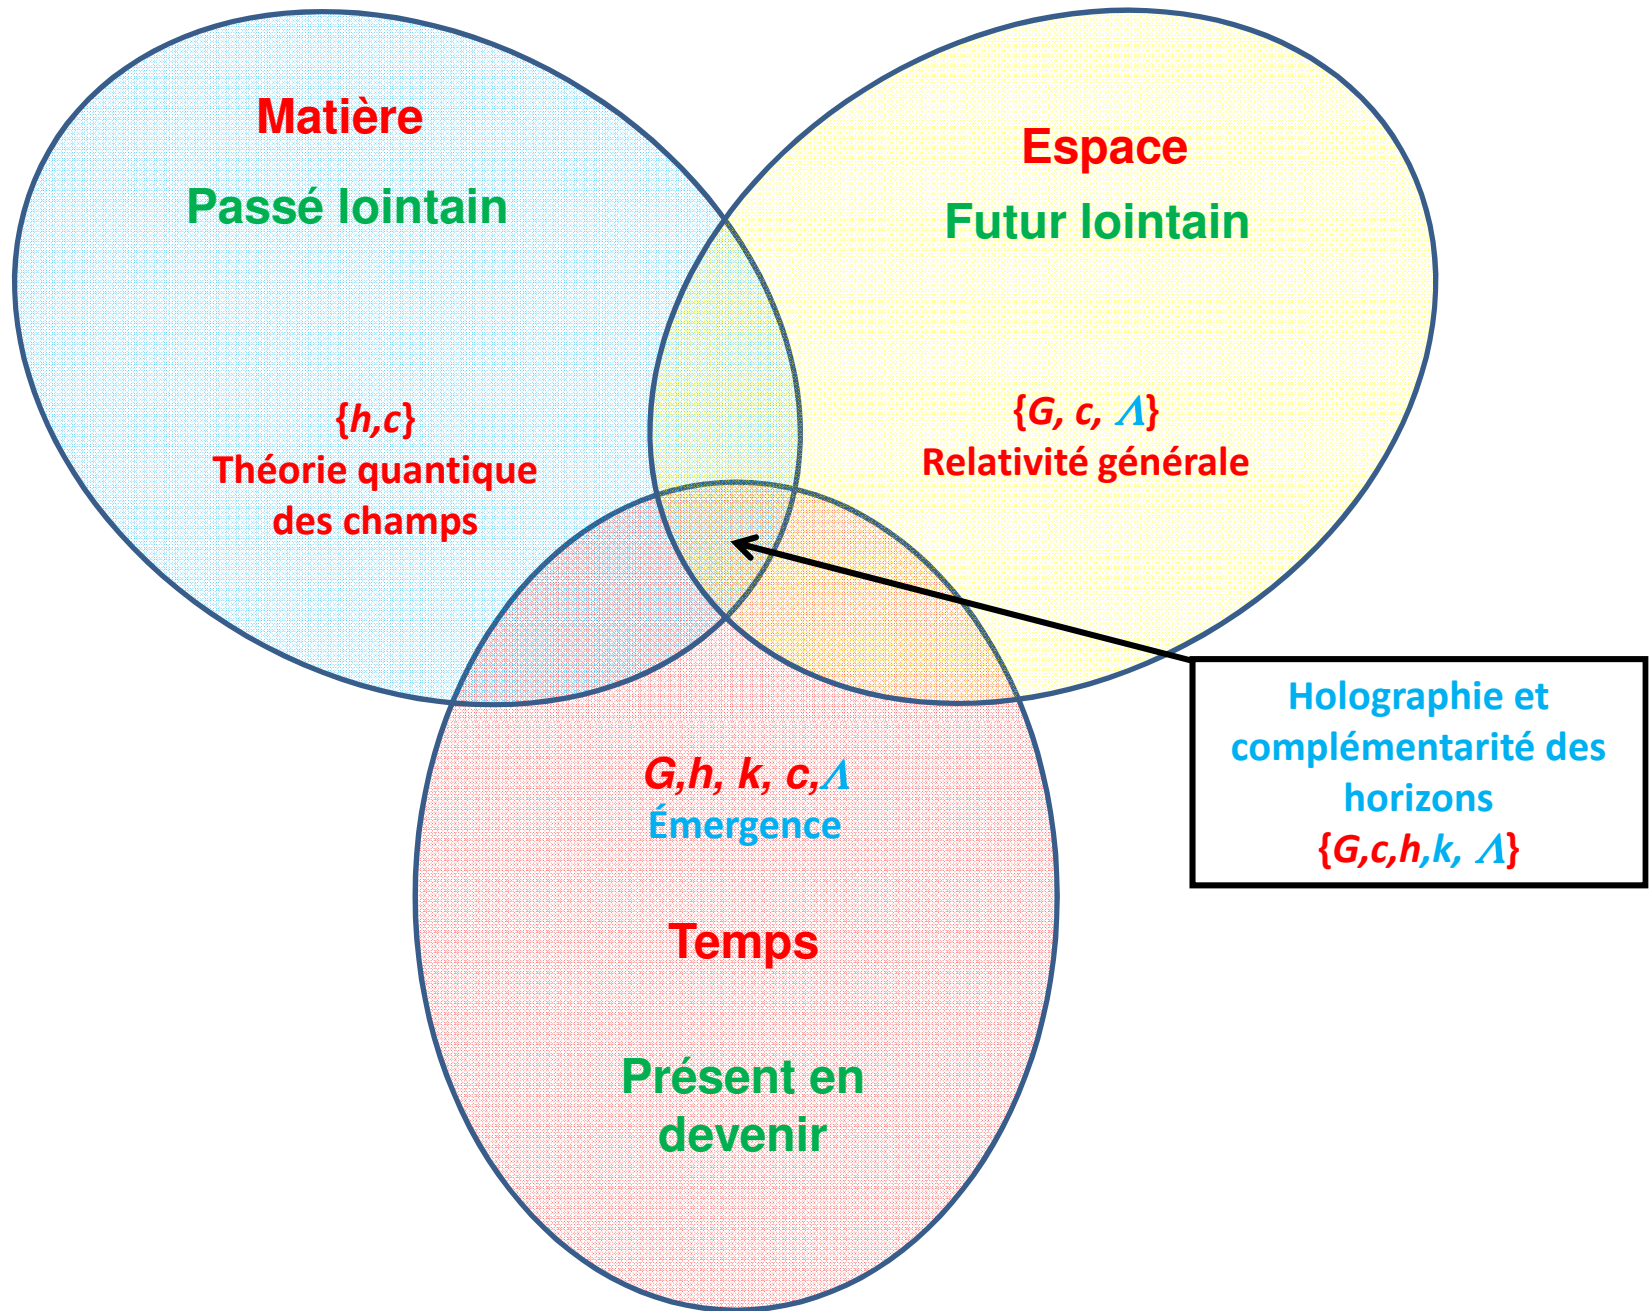 Matière
Passé lointain
{h,c}
Théorie quantique
des champs
Espace
Futur lointain
{G, c, Λ}
Relativité générale
G,h, k, c,Λ
Émergence
Temps
Présent en
devenir
Holographie et
complémentarité des
horizons
{G,c,h,k, Λ}